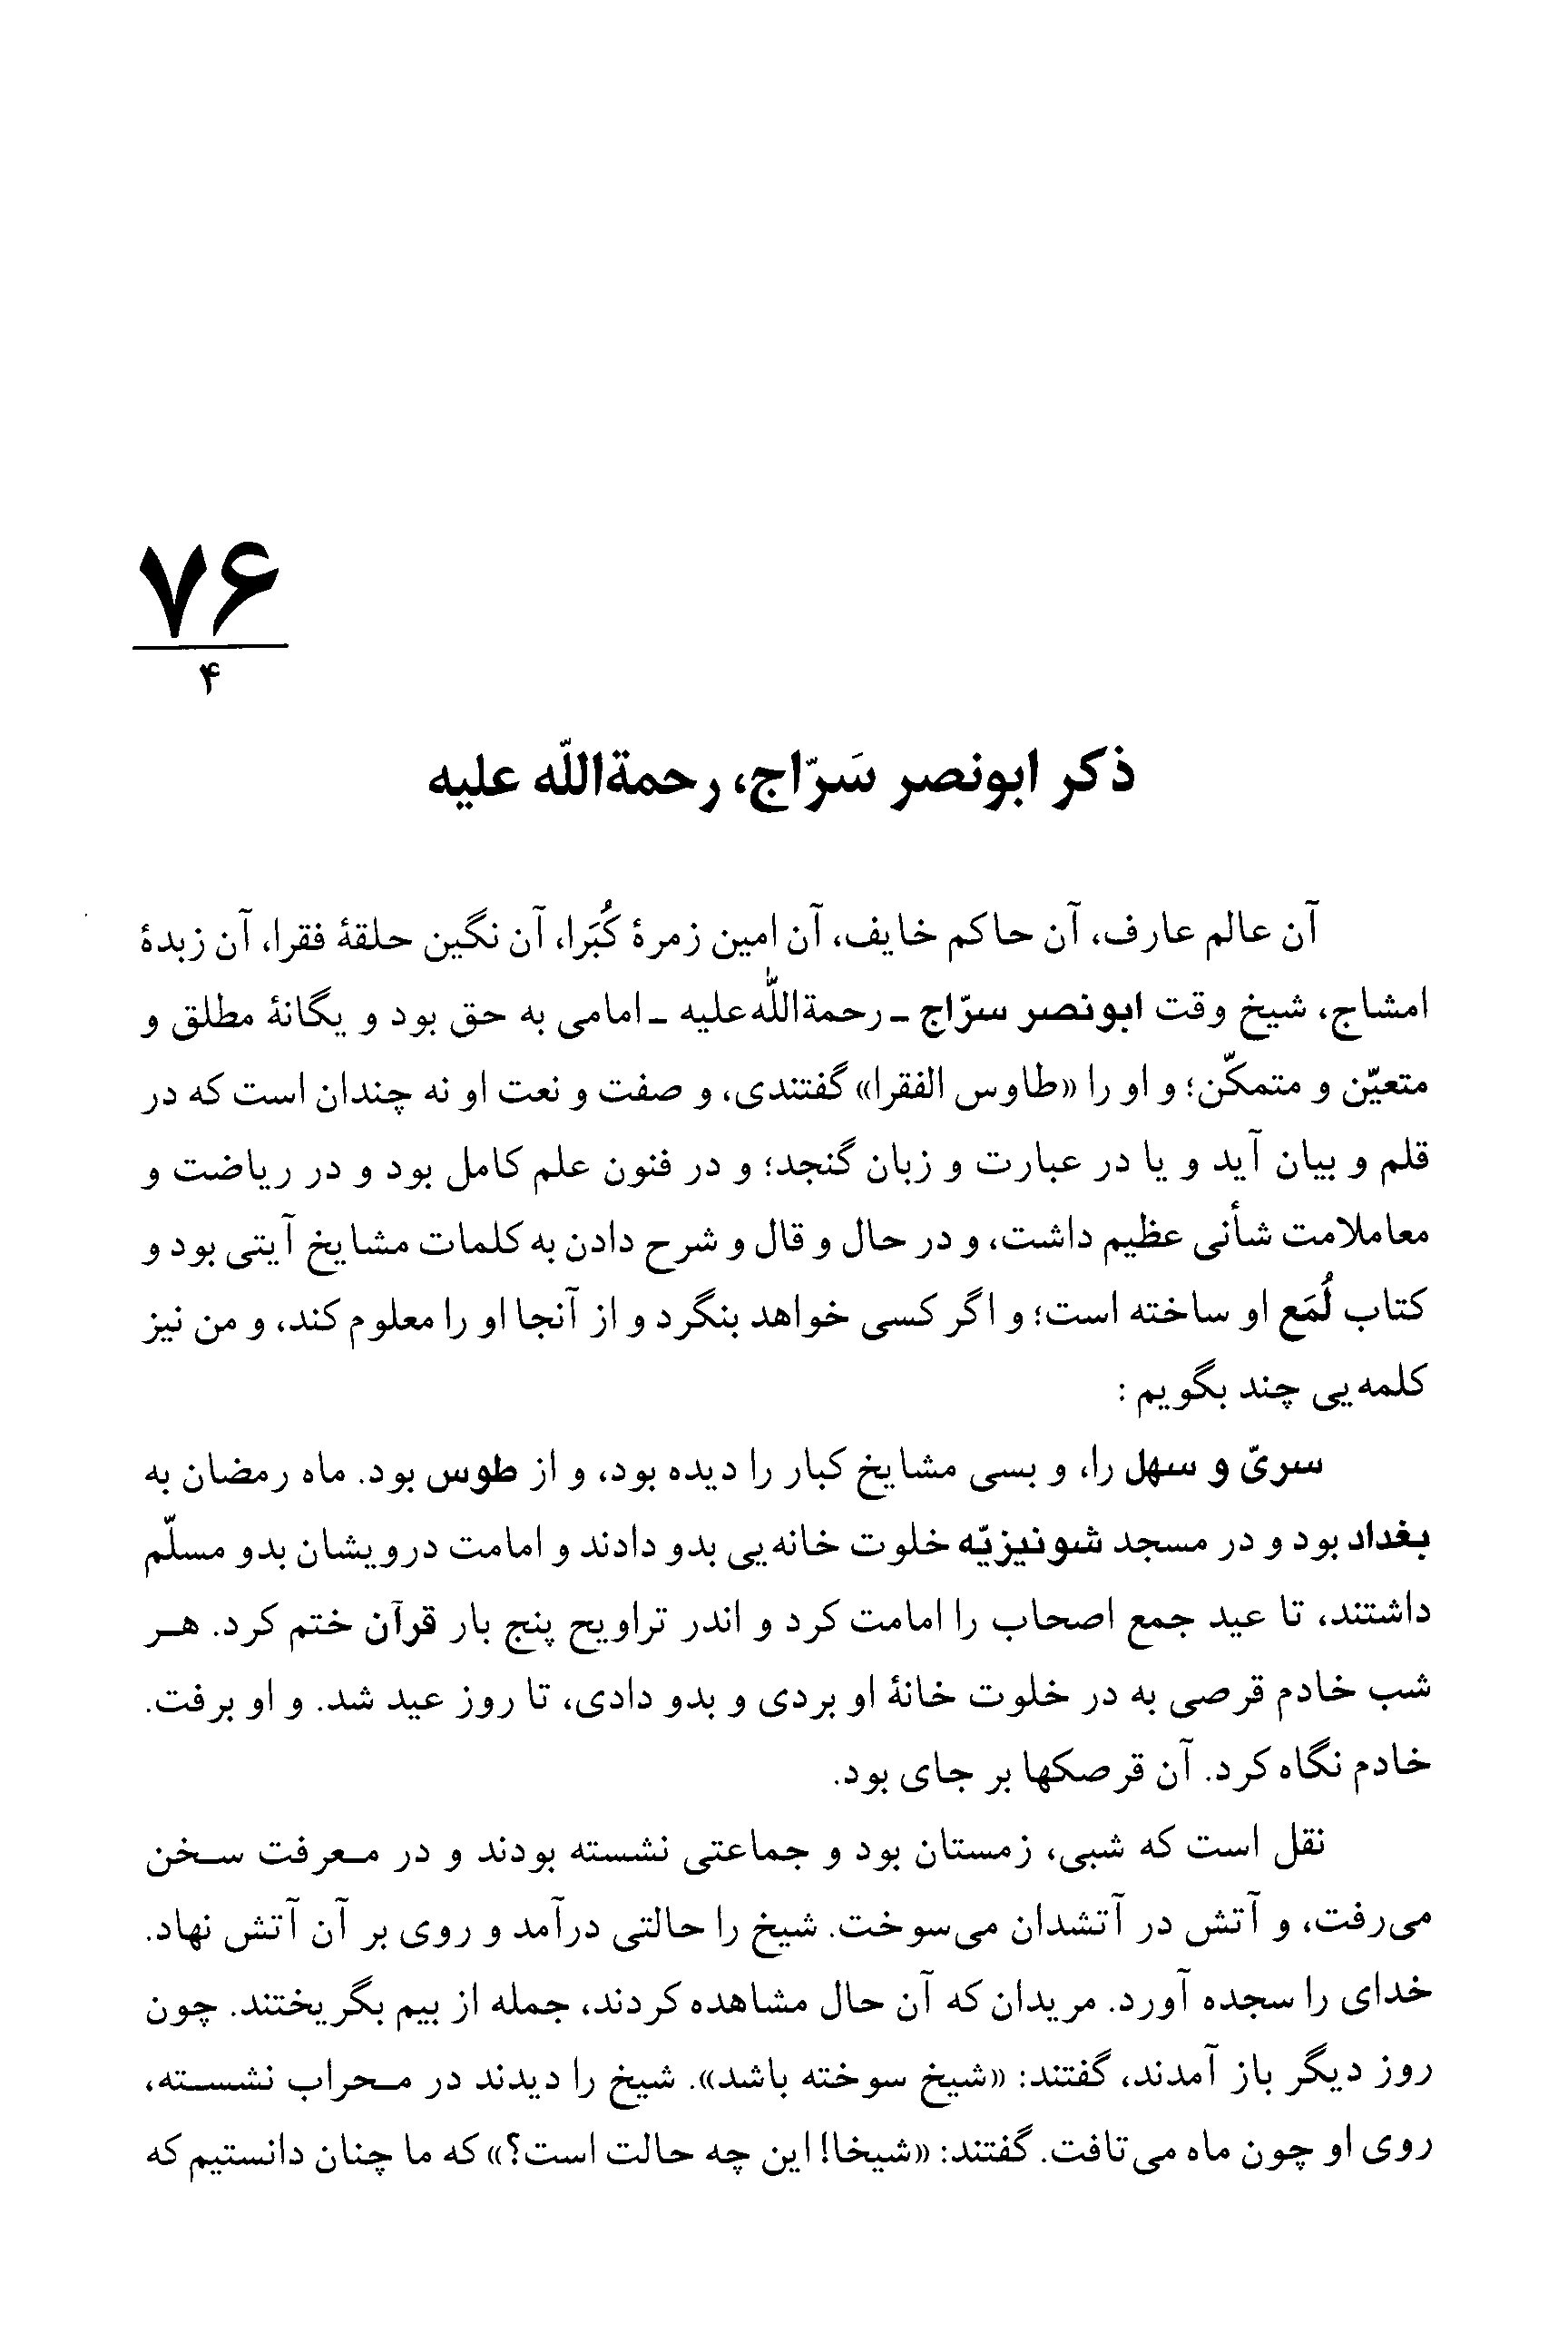 ۷۶
۴
ذکر ابونصر سَرّاج، رحمةاللّه علیه
آن عالم عارف، آن حاکم خایف، آن امین زمرهٔ کُبَرا، آن نگین حلقهٔ فقرا، آن زبدهٔ
امشاج، شیخ وقت ابونصر سرّاج ـ رحمةاللّه علیه ـ امامی به حق بود و یگانهٔ مطلق و
متعیّن و متمکّن؛ و او را «طاوس الفقرا» گفتندی، و صفت و نعت او نه چندان است که در
قلم و بیان آید و یا در عبارت و زبان گنجد؛ و در فنون علم کامل بود و در ریاضت و
معاملامت شأنی عظیم داشت، و در حال و قال و شرح دادن به کلمات مشایخ آیتی بود و
کتاب لُمَع او ساخته است؛ و اگر کسی خواهد بنگرد و از آنجا او را معلوم کند، و من نیز
کلمه‌یی چند بگویم :
سریّ و سهل را، و بسی مشایخ کبار را دیده بود، و از طوس بود. ماه رمضان به
بغداد بود و در مسجد شونیزیّه خلوت خانه‌یی بدو دادند و امامت درویشان بدو مسلّم
داشتند، تا عید جمع اصحاب را امامت کرد و اندر تراویح پنج بار قرآن ختم کرد. هر
شب خادم قرصی به در خلوت خانهٔ او بردی و بدو دادی، تا روز عید شد. و او برفت.
خادم نگاه کرد. آن قرصکها بر جای بود.
نقل است که شبی، زمستان بود و جماعتی نشسته بودند و در معرفت سخن
می‌رفت، و آتش در آتشدان می‌سوخت. شیخ را حالتی درآمد و روی بر آن آتش نهاد.
خدای را سجده آورد. مریدان که آن حال مشاهده کردند، جمله از بیم بگریختند. چون
روز دیگر باز آمدند، گفتند: «شیخ سوخته باشد». شیخ را دیدند در محراب نشسته،
روی او چون ماه می‌تافت. گفتند: «شیخا! این چه حالت است؟» که ما چنان دانستیم که